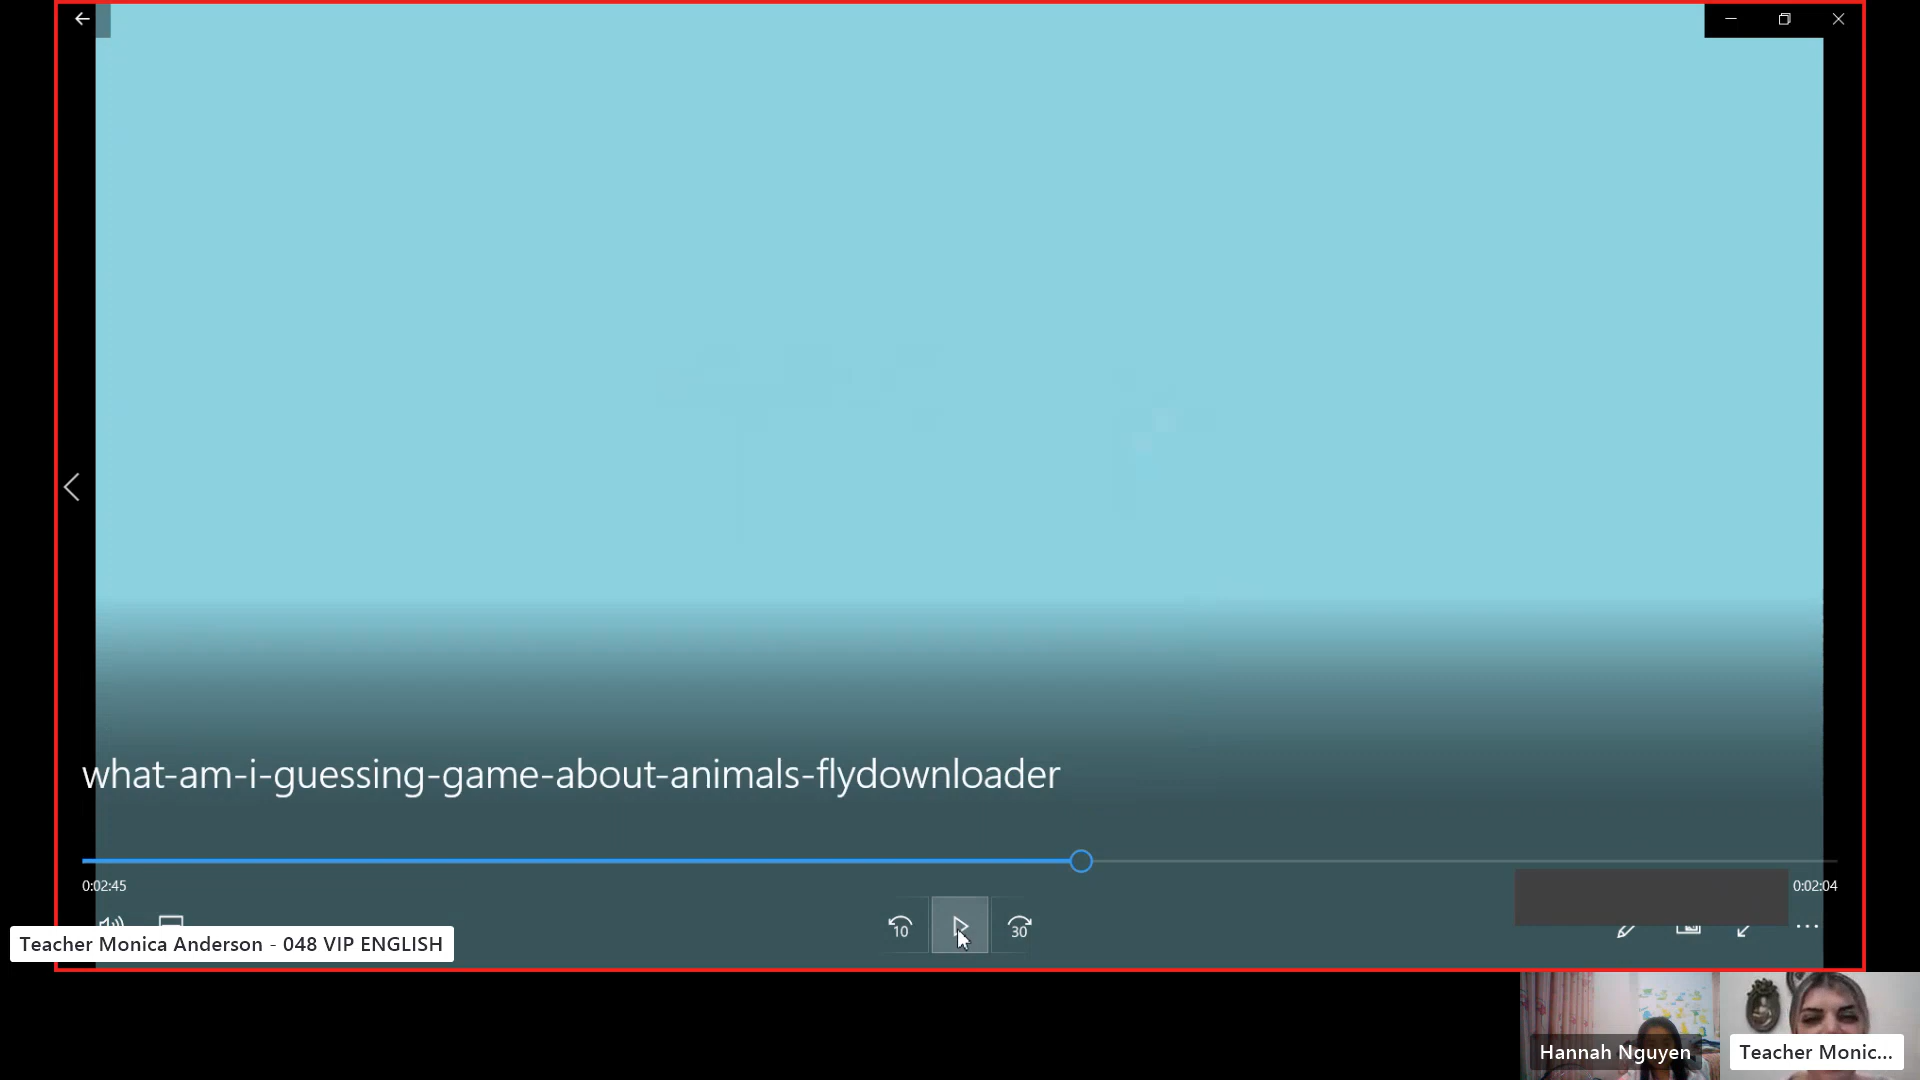 what-am-i-guessing-game-about-animals-flydownloader
0:02:45
0:02:04
10
30
Teacher Monica Anderson - 048 VIP ENGLISH
Hannah Nguyen
Teacher Monic...